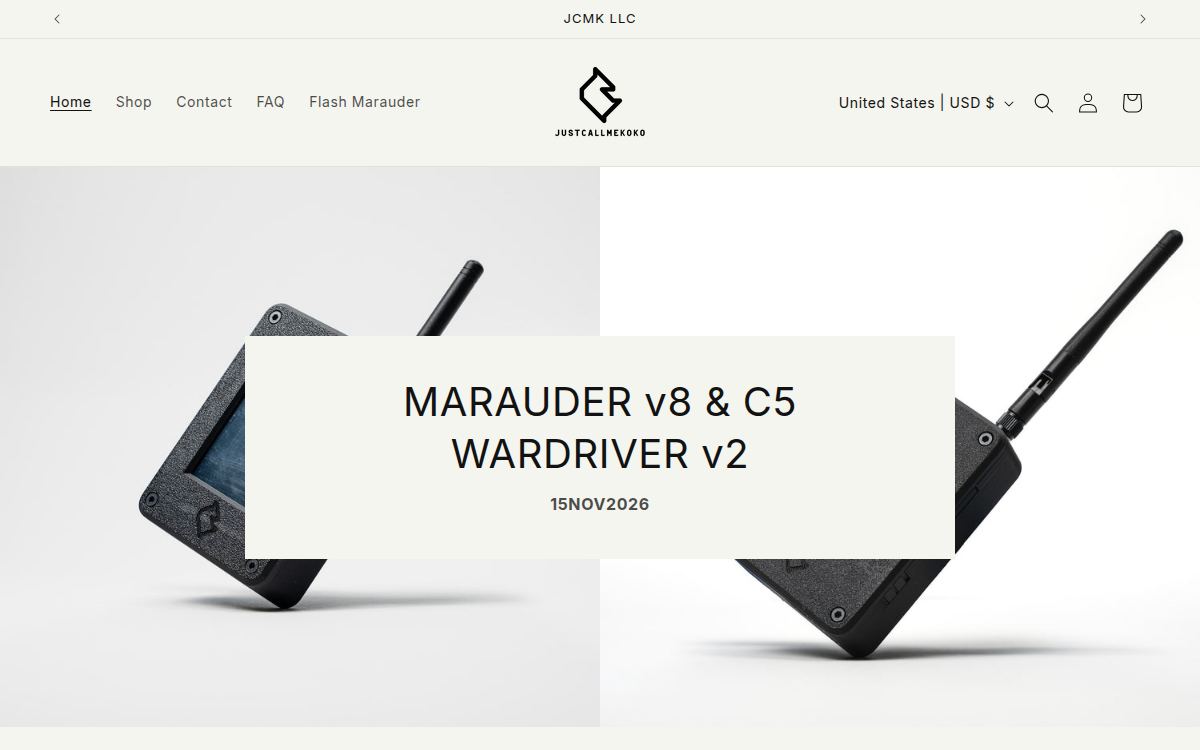 JCMK LLC
Home Shop Contact FAQ Flash Marauder
JUSTCALLMEKOKO
United States | USD $
MARAUDER v8 & C5
WARDRIVER v2
15NOV2026